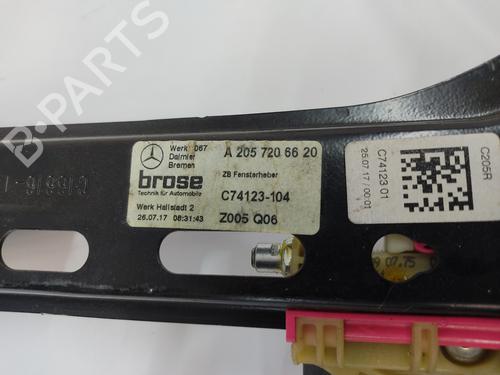 Werk 067
Daimler
Bremen
A 205 720 66 20
ZB Fensterheber
brose
Technik für Automobile
C74123-104
Werk Hallstadt 2
26.07.17 08:31:43
Z005 Q06
C74123 01
25.07.17 / 00:01
C205R
07.75
B-PARTS